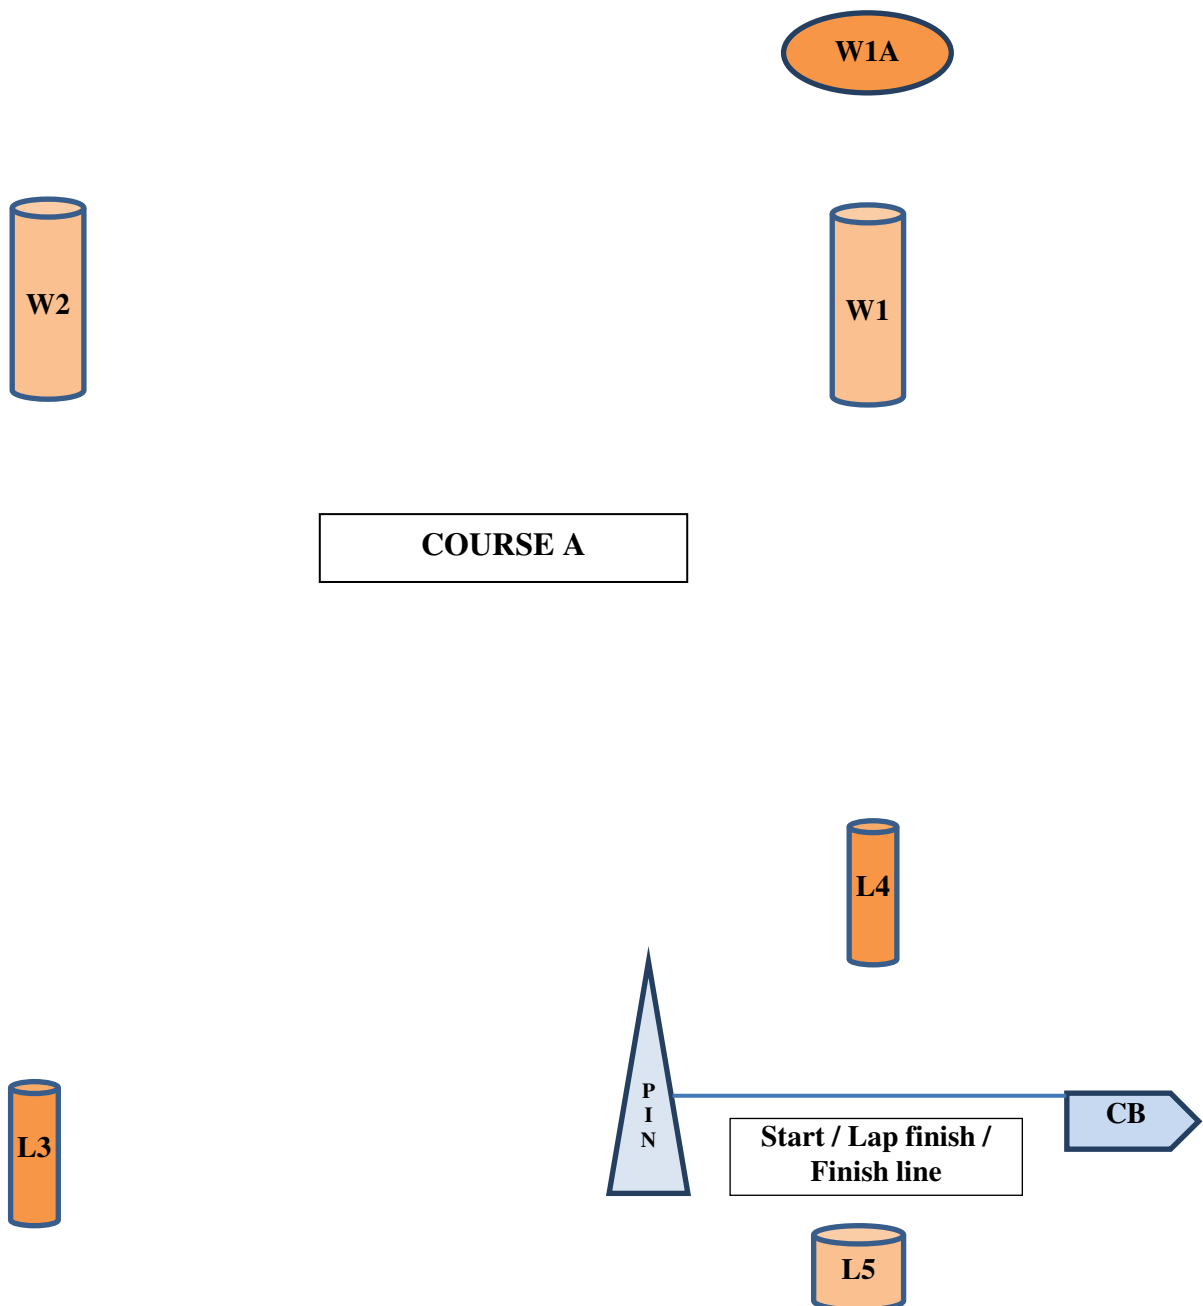 W1A
W2
W1
COURSE A
L4
P
I
N
CB
Start / Lap finish /
Finish line
L3
L5